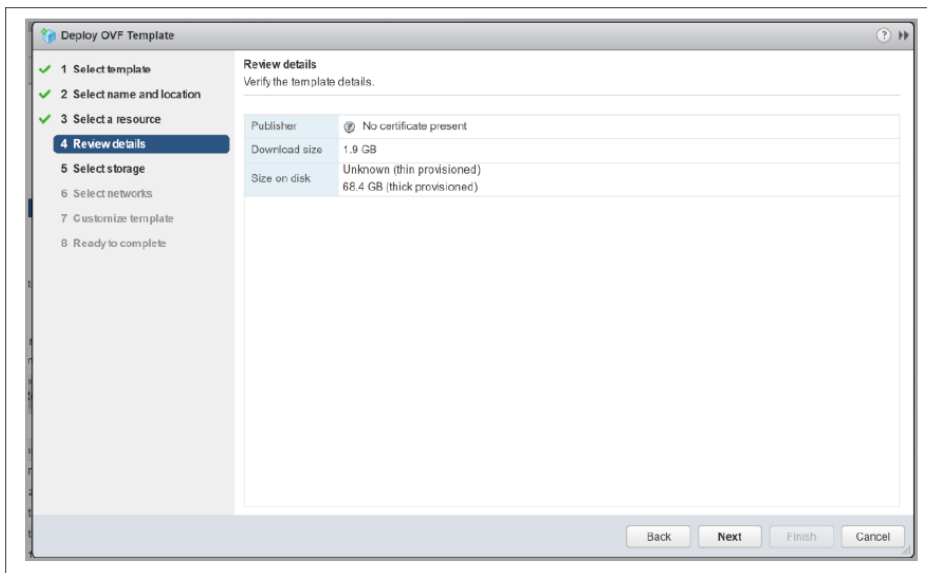 Deploy OVF Template
1 Select template
2 Select name and location
3 Select a resource
4 Review details
5 Select storage
6 Select networks
7 Customize template
8 Ready to complete
Review details
Verify the template details.
Publisher No certificate present
Download size 1.9 GB
Size on disk Unknown (thin provisioned)
68.4 GB (thick provisioned)
Back Next Finish Cancel